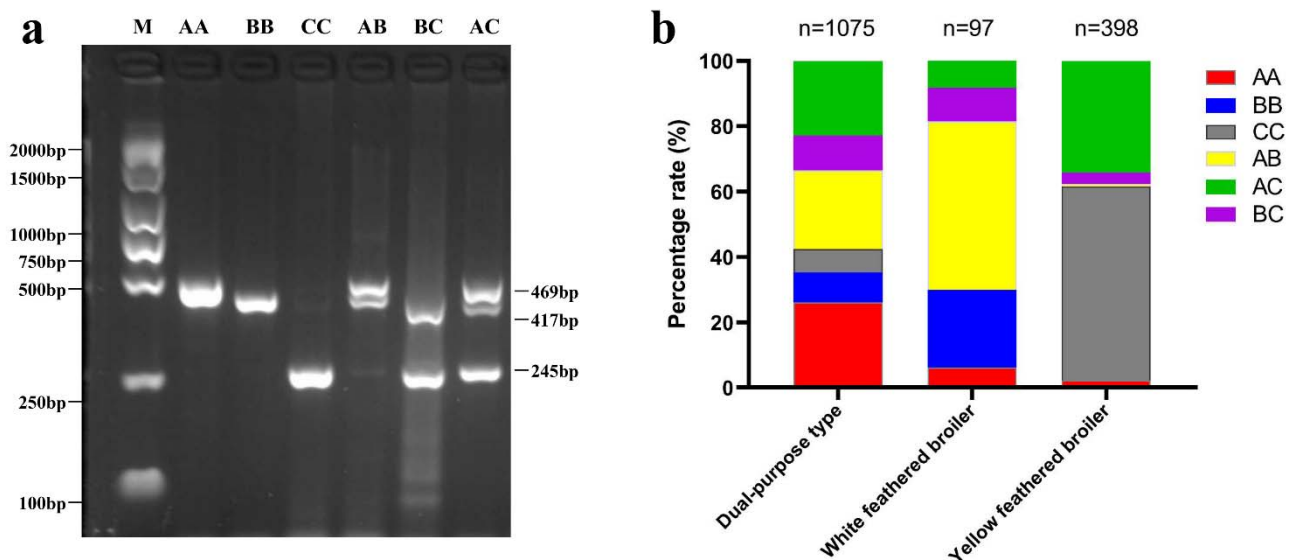 a
M AA BB CC AB BC AC
2000bp
1500bp
1000bp
750bp
500bp
250bp
100bp
469bp
417bp
245bp
b
n=1075 n=97 n=398
Percentage rate (%)
100
80
60
40
20
0
Dual-purpose type
White feathered broiler
Yellow feathered broiler
AA
BB
CC
AB
AC
BC